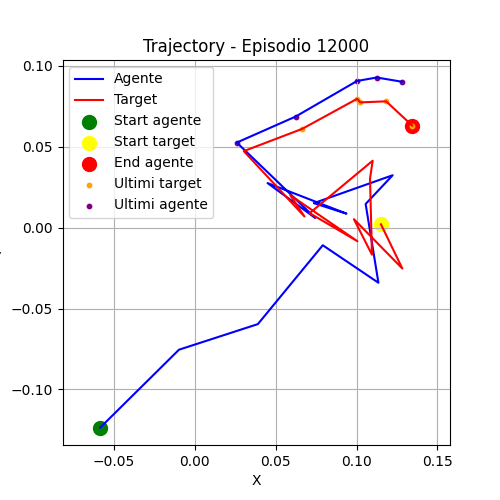 Trajectory - Episodio 12000
0.10
0.05
0.00
−0.05
−0.10
−0.05
0.00
0.05
0.10
0.15
X
Agente
Target
Start agente
Start target
End agente
Ultimi target
Ultimi agente